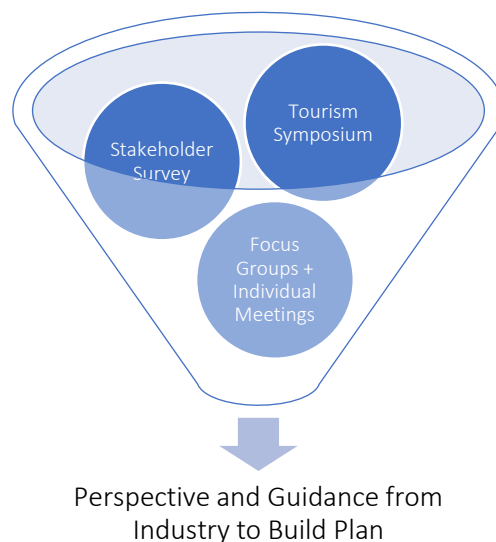 Tourism
Symposium
Stakeholder
Survey
Focus
Groups +
Individual
Meetings
Perspective and Guidance from
Industry to Build Plan